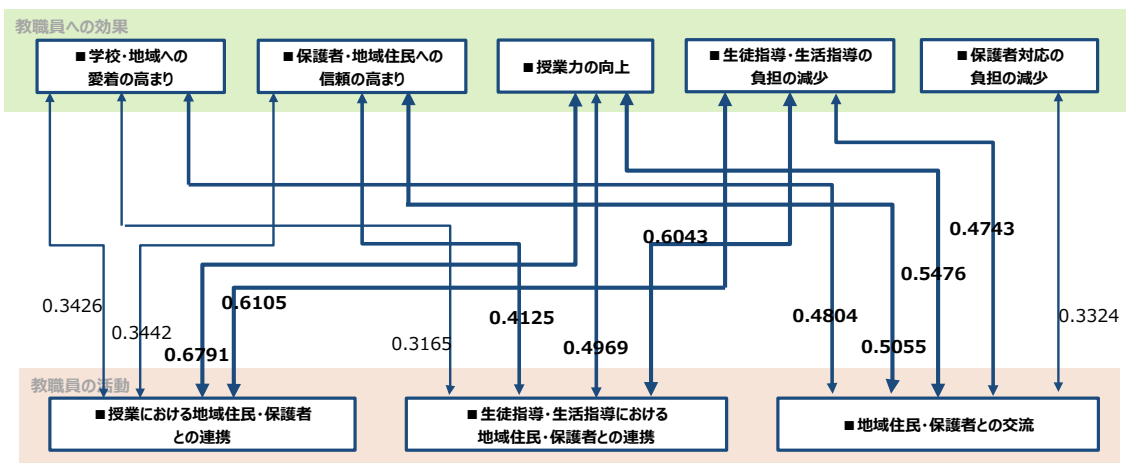 教職員への効果
■学校・地域への
愛着の高まり
■保護者・地域住民への
信頼の高まり
■授業力の向上
■生徒指導・生活指導の
負担の減少
■保護者対応の
負担の減少
0.6043
0.4743
0.5476
0.3426
0.6105
0.4125
0.4804
0.3324
0.3442
0.6791
0.3165
0.4969
0.5055
教職員の活動
■授業における地域住民・保護者
との連携
■生徒指導・生活指導における
地域住民・保護者との連携
■地域住民・保護者との交流